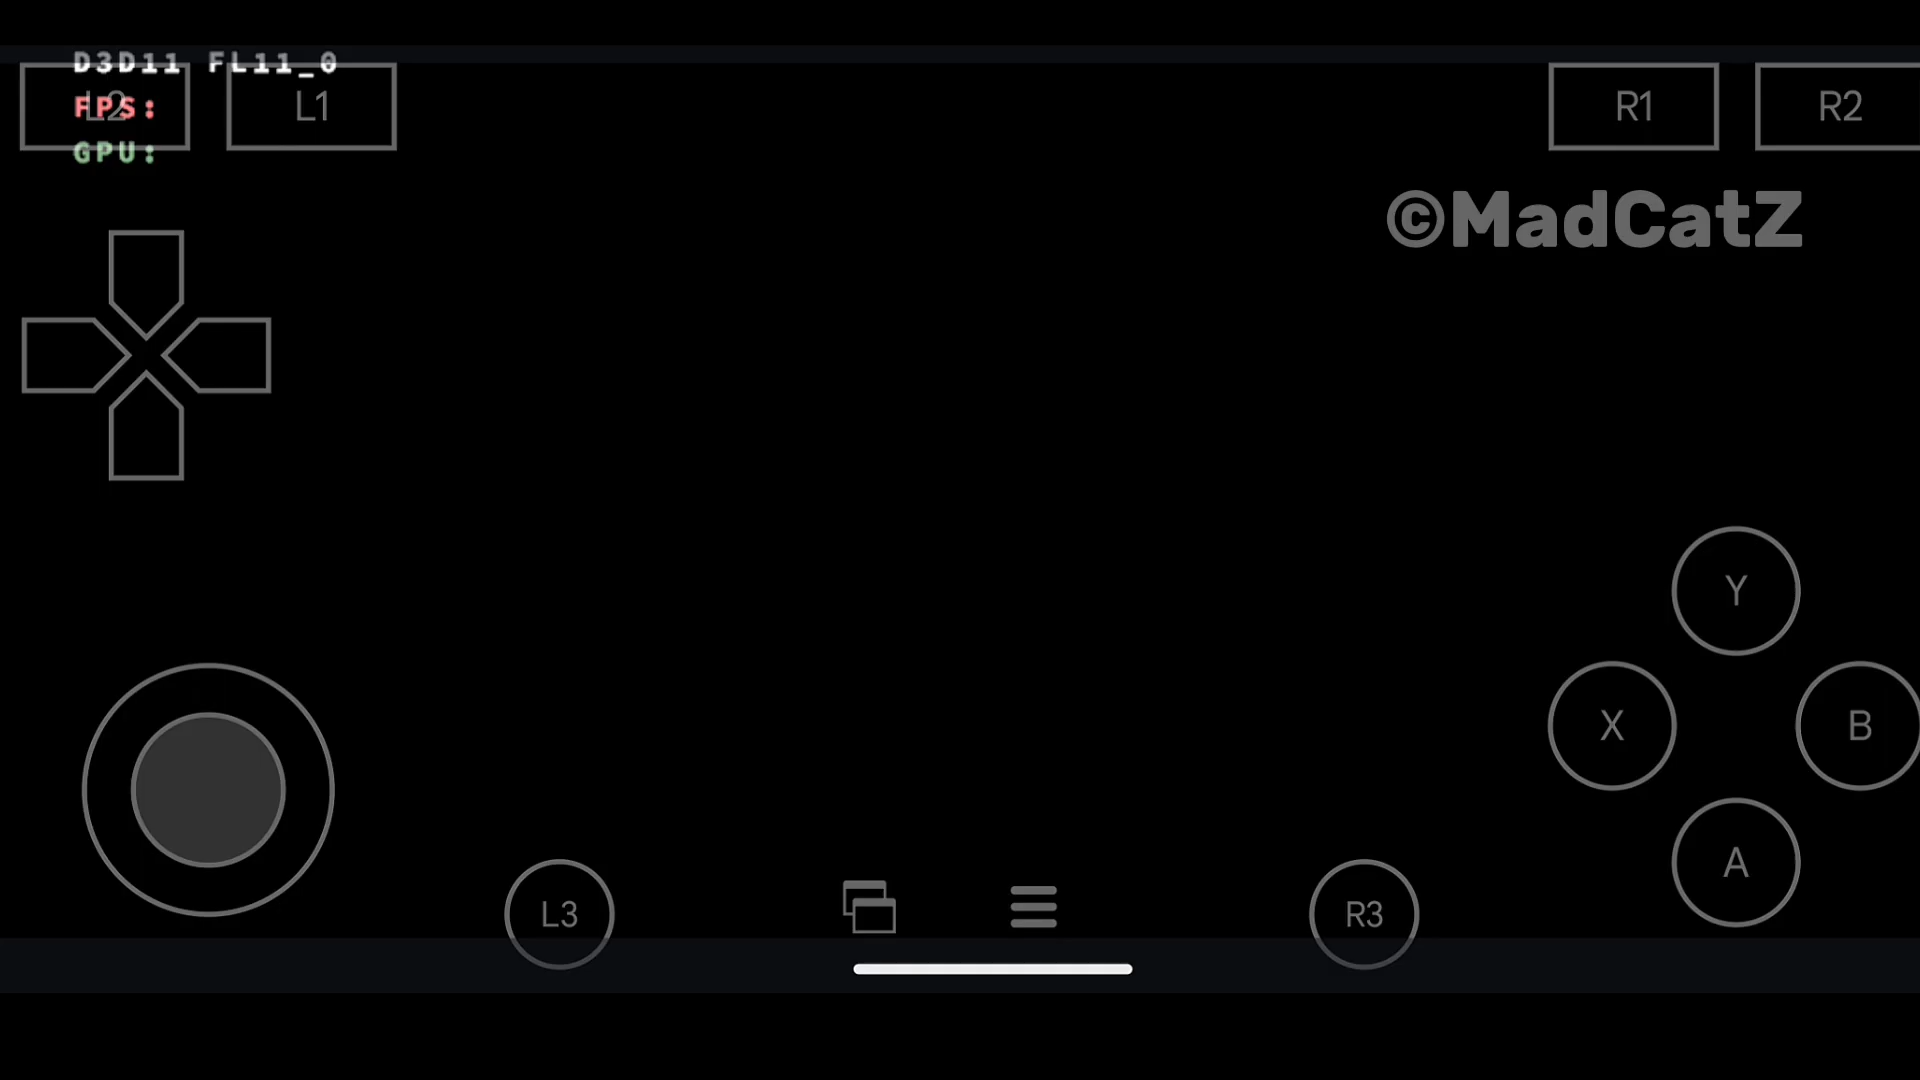 D3D11 FL11_0
L2
FPS:
L1
R1
R2
GPU:
©MadCatZ
Y
X
B
A
L3
R3